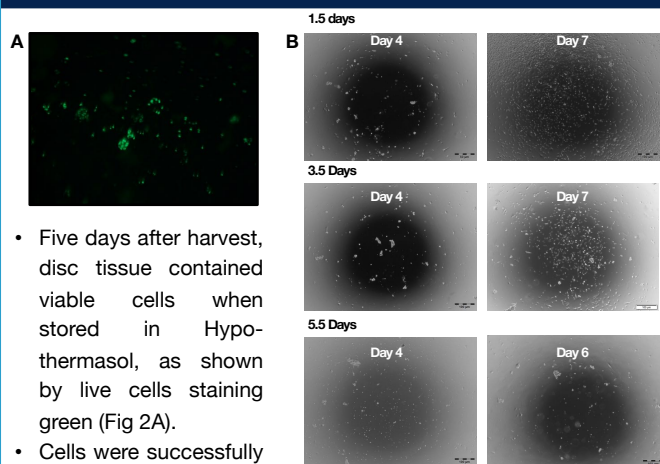 1.5 days
A
B
Day 4
Day 7
3.5 Days
Day 4
Day 7
• Five days after harvest,
disc tissue contained
viable cells when
stored in Hypo-
thermasol, as shown
by live cells staining
green (Fig 2A).
• Cells were successfully
5.5 Days
Day 4
Day 6